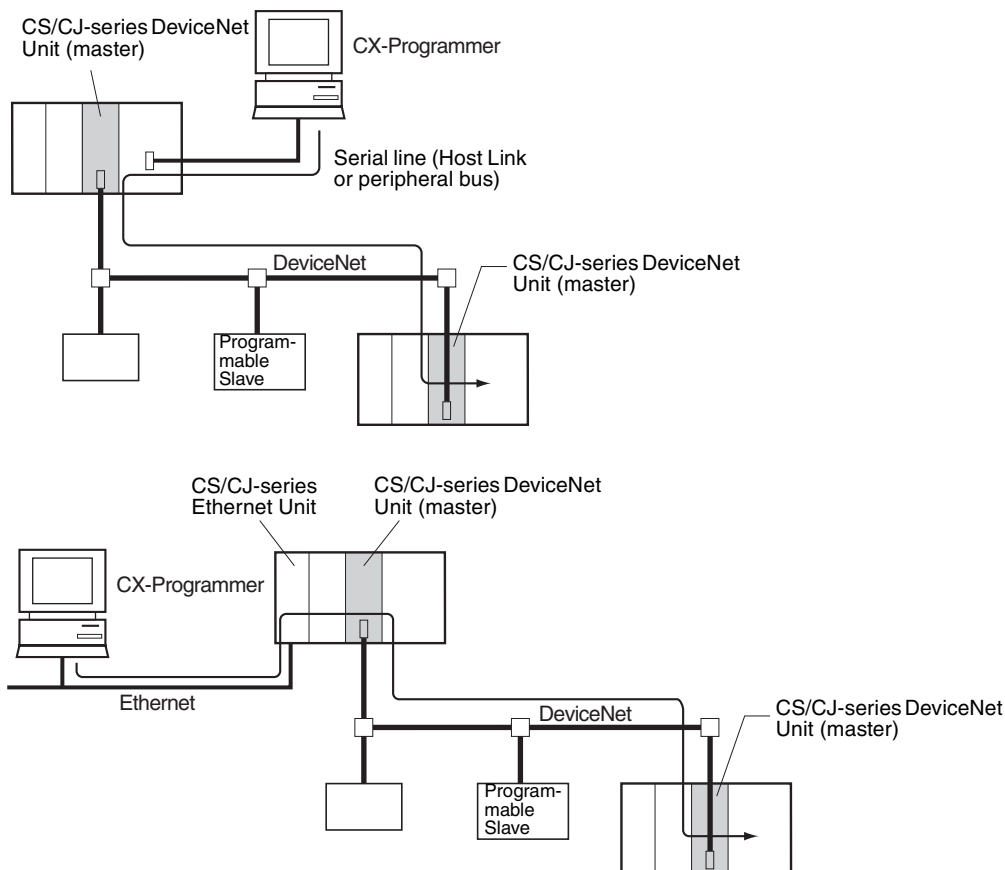 CS/CJ-series DeviceNet
Unit (master)
CX-Programmer
Serial line (Host Link
or peripheral bus)
DeviceNet
CS/CJ-series DeviceNet
Unit (master)
Program-
mable
Slave
CS/CJ-series
Ethernet Unit
CS/CJ-series DeviceNet
Unit (master)
CX-Programmer
Ethernet
DeviceNet
CS/CJ-series DeviceNet
Unit (master)
Program-
mable
Slave